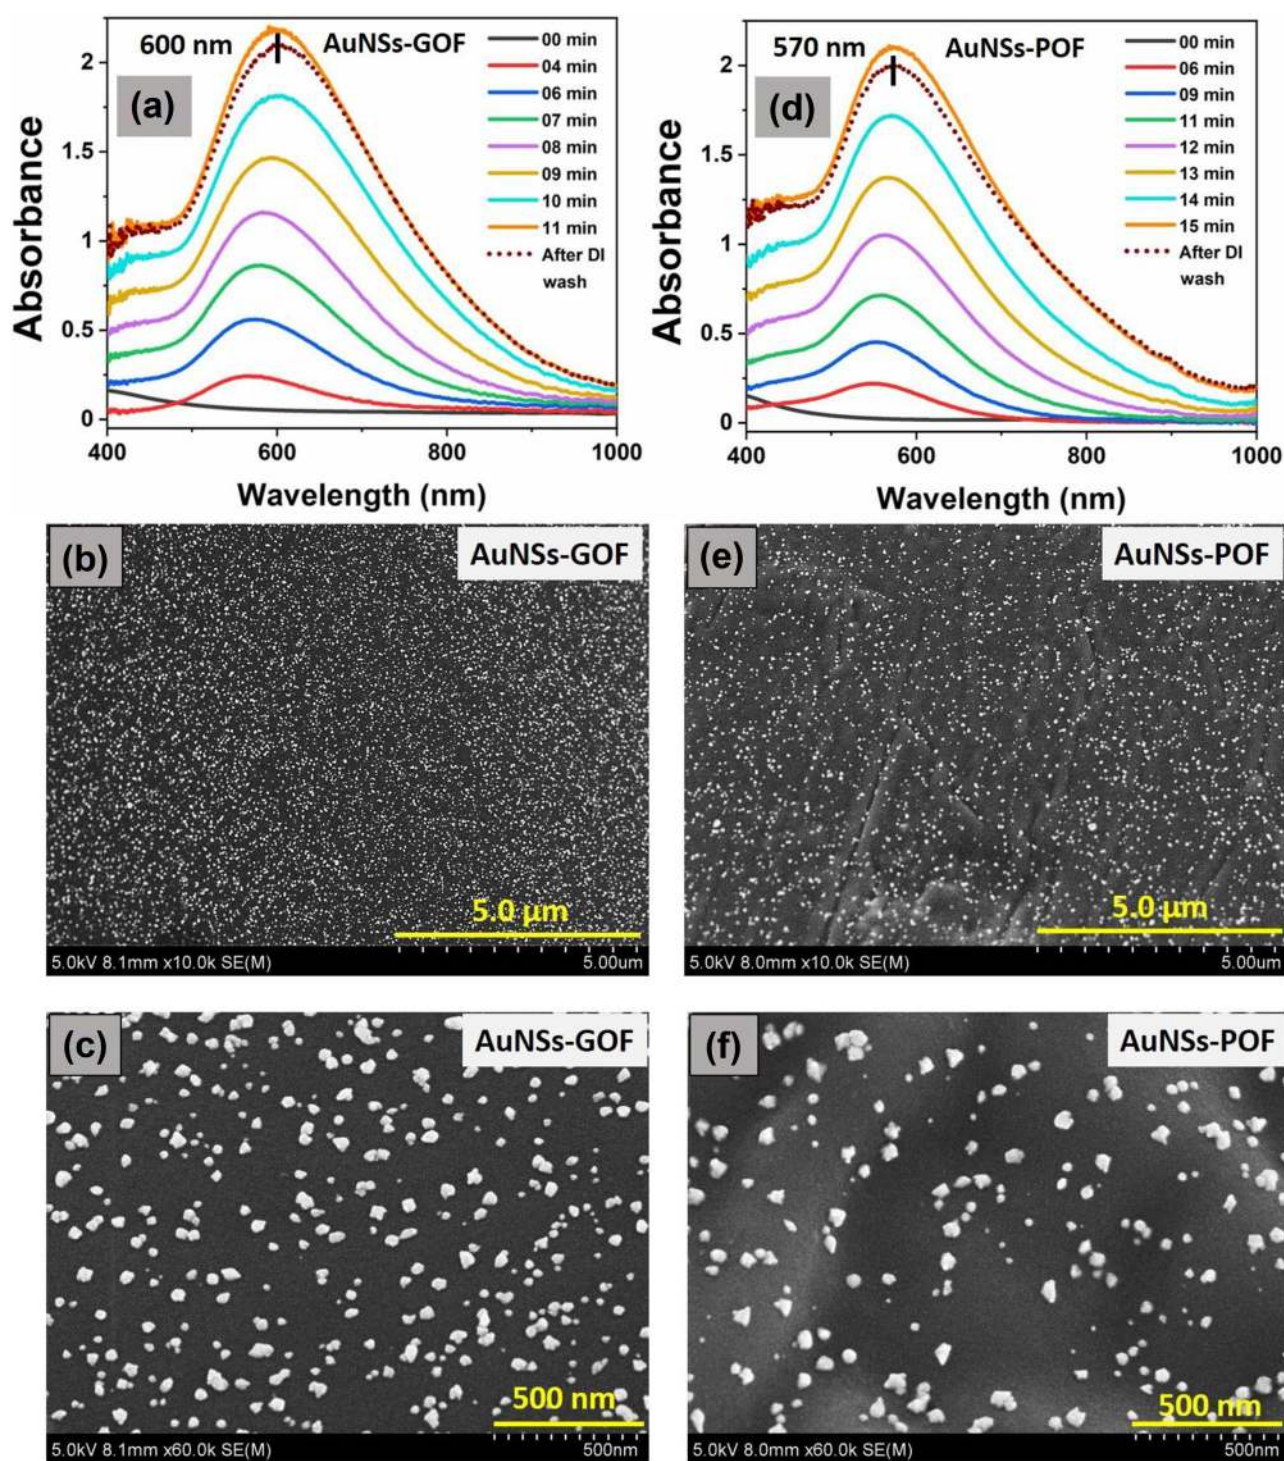 600 nm
AuNSs-GOF
(a)
00 min
04 min
06 min
07 min
08 min
09 min
10 min
11 min
After DI
wash
2
1.5
1
0.5
0
400
600
800
1000
Absorbance
Wavelength (nm)
570 nm
AuNSs-POF
(d)
00 min
06 min
09 min
11 min
12 min
13 min
14 min
15 min
After DI
wash
2
1.5
1
0.5
0
400
600
800
1000
Absorbance
Wavelength (nm)
(b)
AuNSs-GOF
5.0 µm
5.0kV 8.1mm x10.0k SE(M)
5.00um
(e)
AuNSs-POF
5.0 µm
5.0kV 8.0mm x10.0k SE(M)
5.00um
(c)
AuNSs-GOF
500 nm
5.0kV 8.1mm x60.0k SE(M)
500nm
(f)
AuNSs-POF
500 nm
5.0kV 8.0mm x60.0k SE(M)
500nm